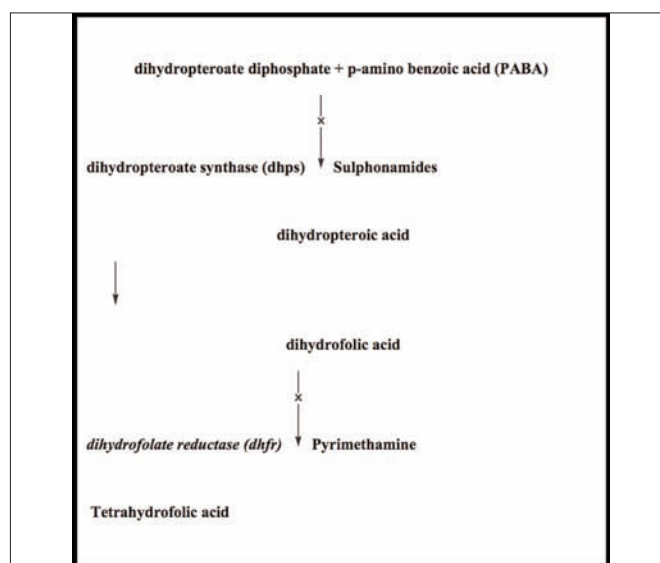 dihydropteroate diphosphate + p-amino benzoic acid (PABA)
x
dihydropteroate synthase (dhps) Sulphonamides
dihydropteroic acid
dihydrofolic acid
x
dihydrofolate reductase (dhfr) Pyrimethamine
Tetrahydrofolic acid